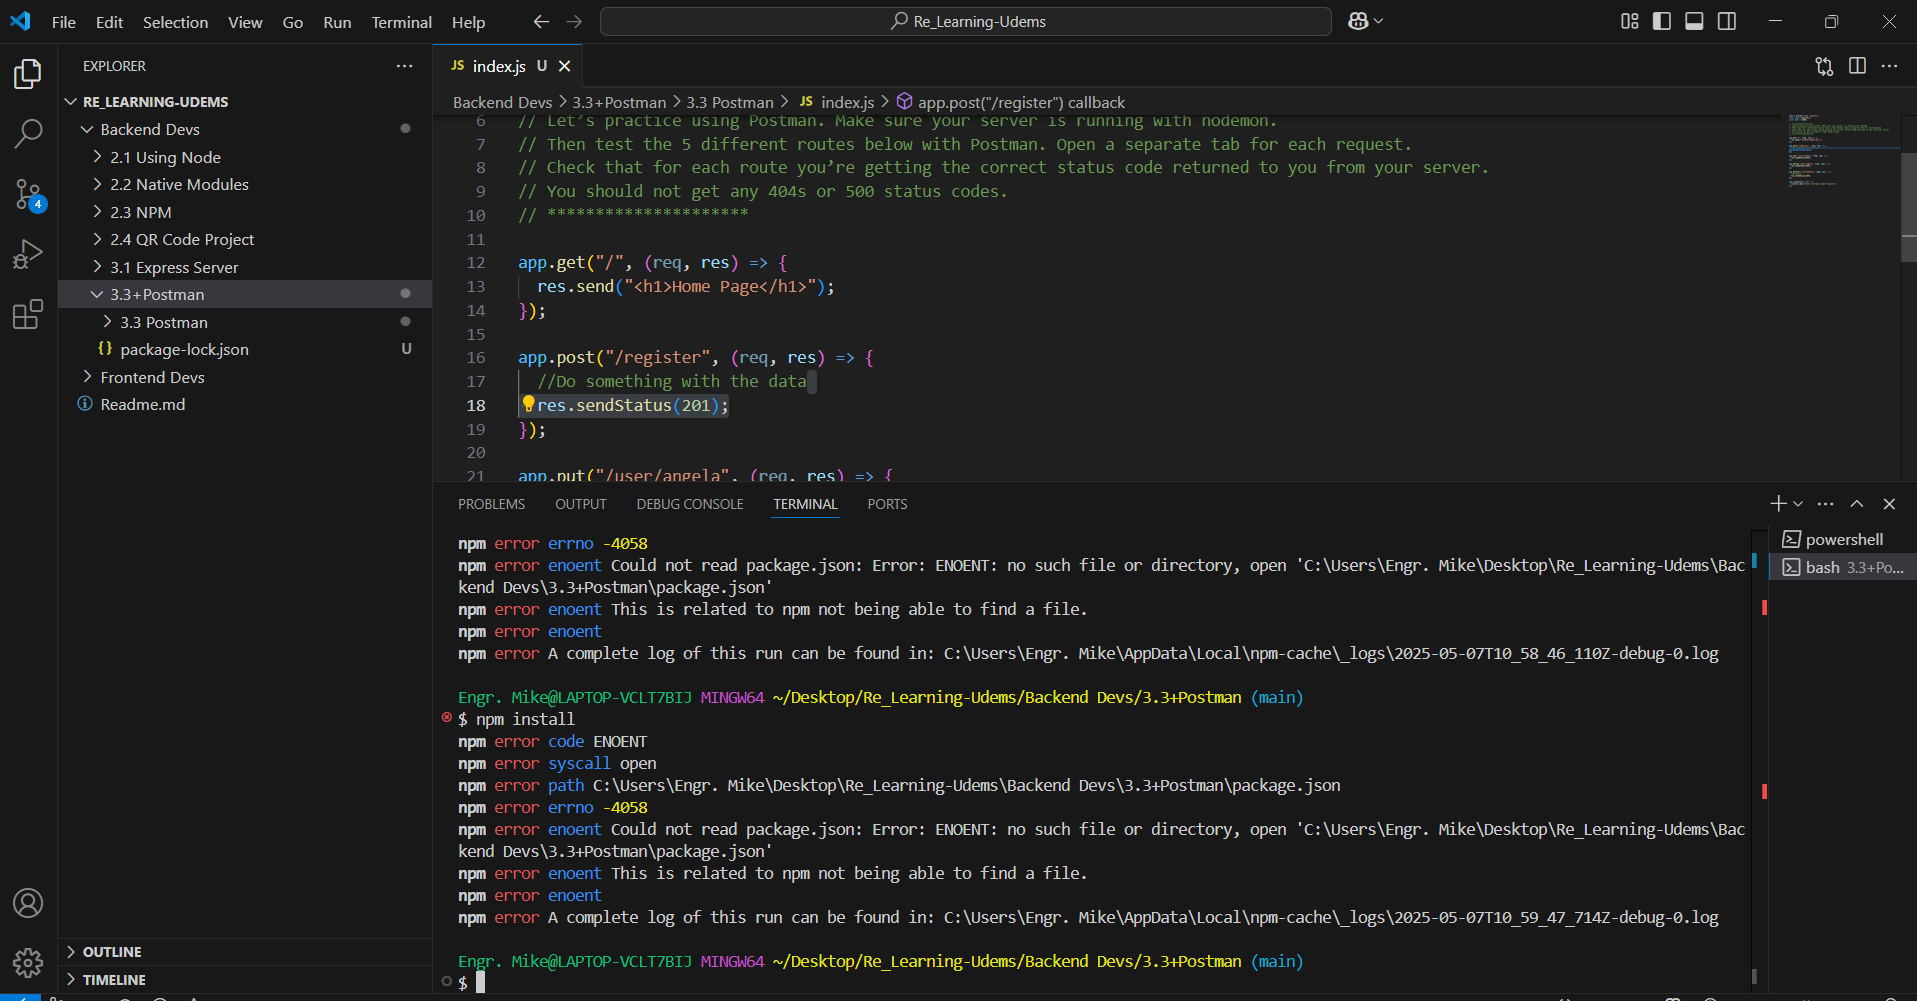 File Edit Selection View Go Run Terminal Help
Re_Learning-Udems
EXPLORER
RE_LEARNING-UDEMS
Backend Devs
2.1 Using Node
2.2 Native Modules
2.3 NPM
2.4 QR Code Project
3.1 Express Server
3.3+Postman
3.3 Postman
{} package-lock.json U
Frontend Devs
Readme.md
4
OUTLINE
TIMELINE
JS index.js U
Backend Devs > 3.3+Postman > 3.3 Postman > JS index.js > app.post("/register") callback
6 // Let's practice using Postman. Make sure your server is running with nodemon.
7 // Then test the 5 different routes below with Postman. Open a separate tab for each request.
8 // Check that for each route you’re getting the correct status code returned to you from your server.
9 // You should not get any 404s or 500 status codes.
10 // *********************
11
12 app.get("/", (req, res) => {
13 res.send("<h1>Home Page</h1>");
14 });
15
16 app.post("/register", (req, res) => {
17 //Do something with the data
18 res.sendStatus(201);
19 });
20
21 app.put("/user/angela", (req, res) => {
PROBLEMS OUTPUT DEBUG CONSOLE TERMINAL PORTS
powershell
bash 3.3+Po...
npm error errno -4058
npm error enoent Could not read package.json: Error: ENOENT: no such file or directory, open 'C:\Users\Engr. Mike\Desktop\Re_Learning-Udems\Bac
kend Devs\3.3+Postman\package.json'
npm error enoent This is related to npm not being able to find a file.
npm error enoent
npm error A complete log of this run can be found in: C:\Users\Engr. Mike\AppData\Local\npm-cache\_logs\2025-05-07T10_58_46_110Z-debug-0.log
Engr. Mike@LAPTOP-VCLT7BIJ MINGW64 ~/Desktop/Re_Learning-Udems/Backend Devs/3.3+Postman (main)
$ npm install
npm error code ENOENT
npm error syscall open
npm error path C:\Users\Engr. Mike\Desktop\Re_Learning-Udems\Backend Devs\3.3+Postman\package.json
npm error errno -4058
npm error enoent Could not read package.json: Error: ENOENT: no such file or directory, open 'C:\Users\Engr. Mike\Desktop\Re_Learning-Udems\Bac
kend Devs\3.3+Postman\package.json'
npm error enoent This is related to npm not being able to find a file.
npm error enoent
npm error A complete log of this run can be found in: C:\Users\Engr. Mike\AppData\Local\npm-cache\_logs\2025-05-07T10_59_47_714Z-debug-0.log
Engr. Mike@LAPTOP-VCLT7BIJ MINGW64 ~/Desktop/Re_Learning-Udems/Backend Devs/3.3+Postman (main)
$